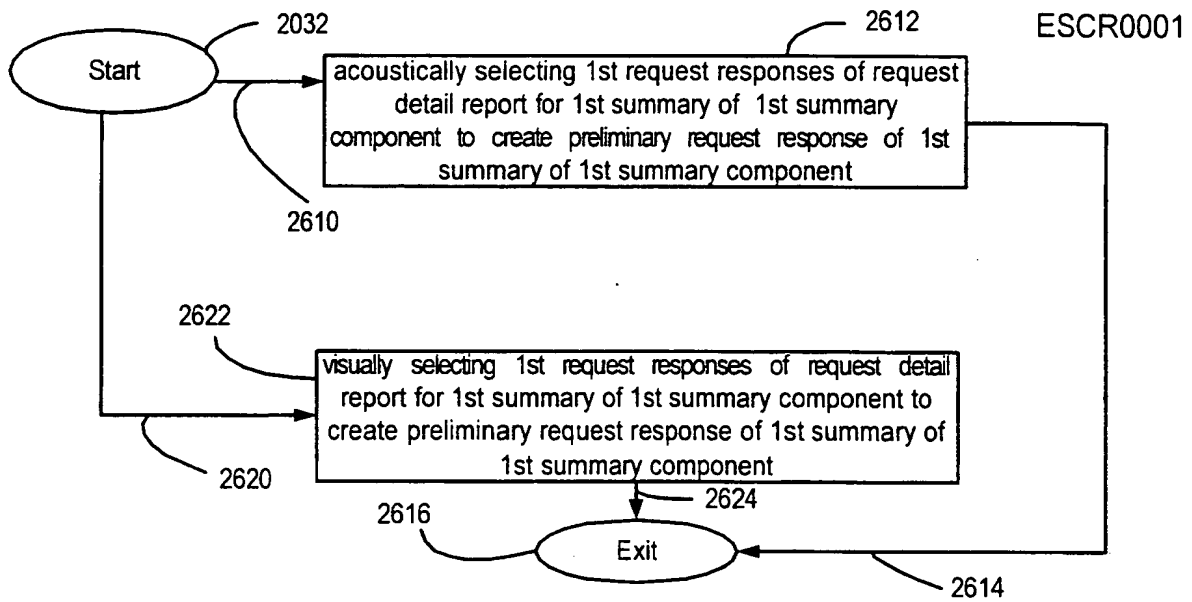 2032
2612
ESCR0001
Start
acoustically selecting 1st request responses of request
detail report for 1st summary of 1st summary
component to create preliminary request response of 1st
summary of 1st summary component
2610
2622
visually selecting 1st request responses of request detail
report for 1st summary of 1st summary component to
create preliminary request response of 1st summary of
1st summary component
2620
2624
2616
Exit
2614